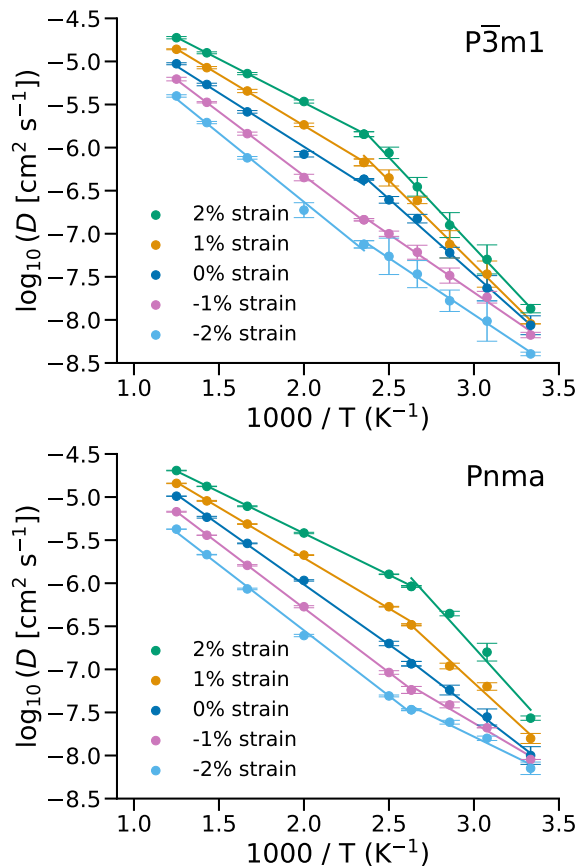 P3̅m1
−4.5
−5.0
−5.5
−6.0
−6.5
−7.0
−7.5
−8.0
−8.5
log₁₀ (D [cm² s⁻¹])
2% strain
1% strain
0% strain
-1% strain
-2% strain
1.0 1.5 2.0 2.5 3.0 3.5
1000 / T (K⁻¹)
Pnma
−4.5
−5.0
−5.5
−6.0
−6.5
−7.0
−7.5
−8.0
−8.5
log₁₀ (D [cm² s⁻¹])
2% strain
1% strain
0% strain
-1% strain
-2% strain
1.0 1.5 2.0 2.5 3.0 3.5
1000 / T (K⁻¹)